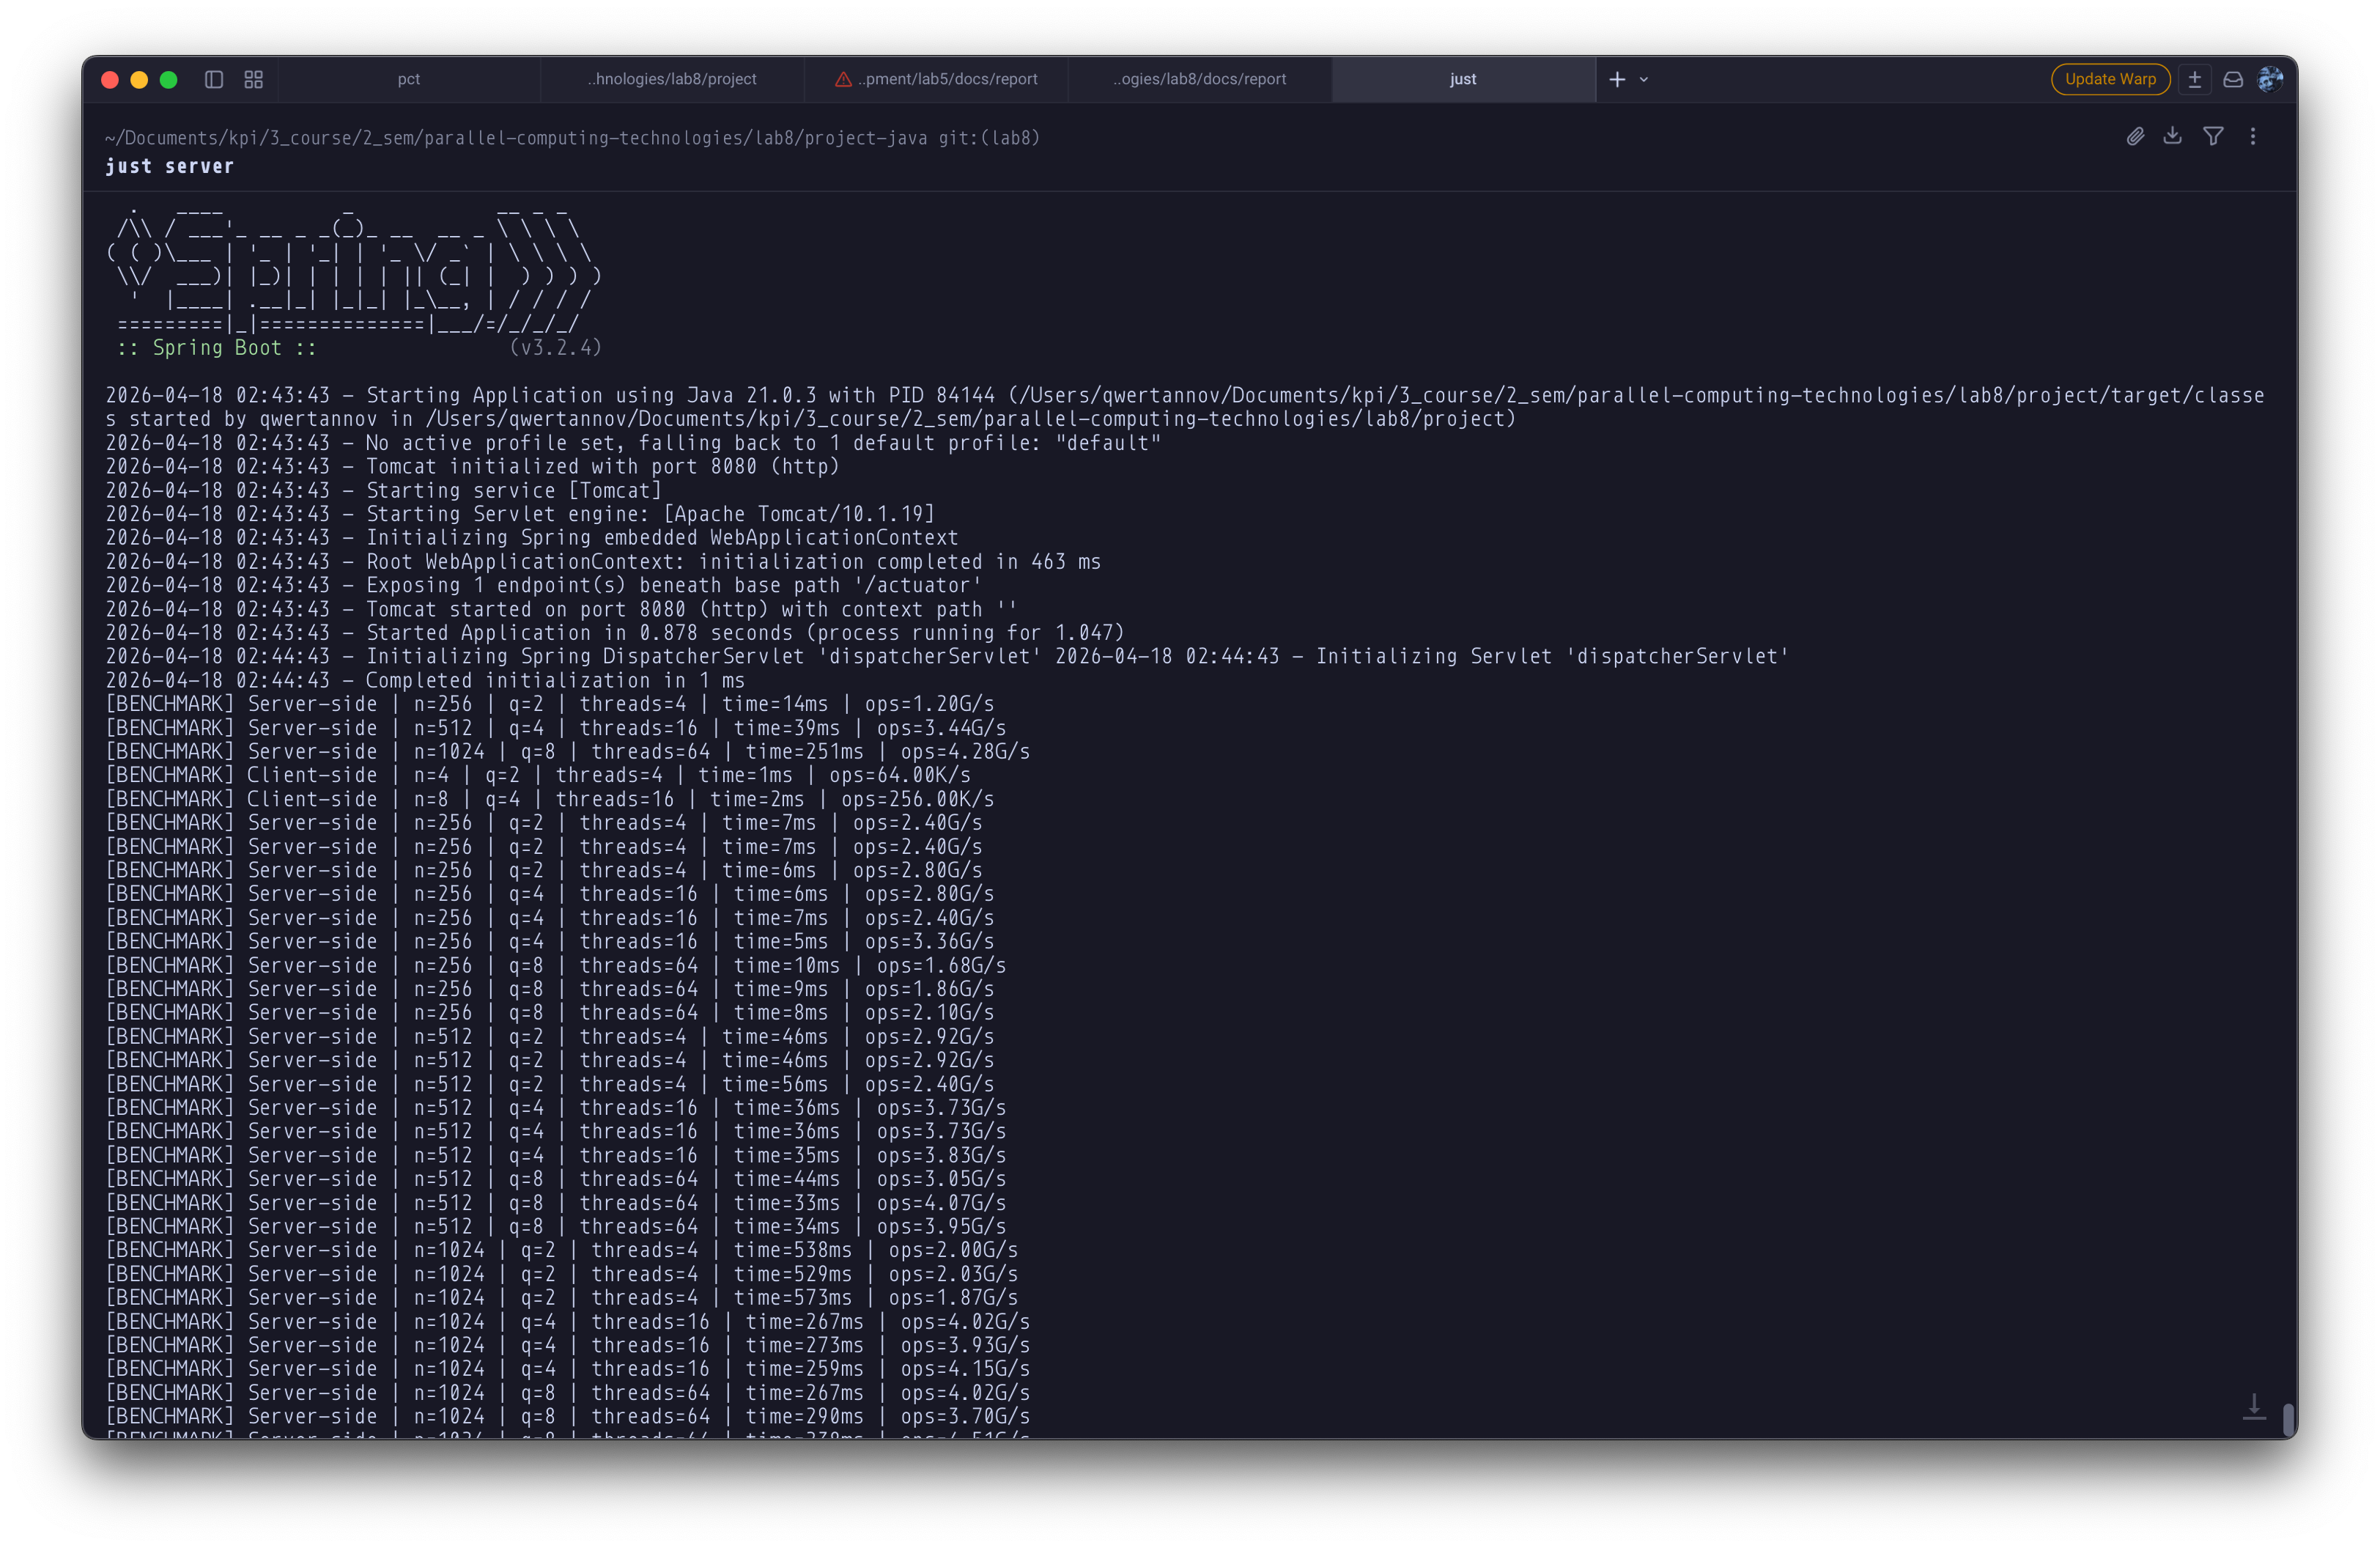 pct ..hnologies/lab8/project ..pment/lab5/docs/report ..ogies/lab8/docs/report just Update Warp
~/Documents/kpi/3_course/2_sem/parallel-computing-technologies/lab8/project-java git:(lab8)
just server
  .   ____          _            __ _ _
 /\\ / ___'_ __ _ _(_)_ __  __ _ \ \ \ \
( ( )\___ | '_ | '_| | '_ \/ _` | \ \ \ \
 \\/  ___)| |_)| | | | | || (_| |  ) ) ) )
  '  |____| .__|_| |_|_| |_\__, | / / / /
 =========|_|==============|___/=/_/_/_/
 :: Spring Boot ::                (v3.2.4)
2026-04-18 02:43:43 - Starting Application using Java 21.0.3 with PID 84144 (/Users/qwertannov/Documents/kpi/3_course/2_sem/parallel-computing-technologies/lab8/project/target/classe
s started by qwertannov in /Users/qwertannov/Documents/kpi/3_course/2_sem/parallel-computing-technologies/lab8/project)
2026-04-18 02:43:43 - No active profile set, falling back to 1 default profile: "default"
2026-04-18 02:43:43 - Tomcat initialized with port 8080 (http)
2026-04-18 02:43:43 - Starting service [Tomcat]
2026-04-18 02:43:43 - Starting Servlet engine: [Apache Tomcat/10.1.19]
2026-04-18 02:43:43 - Initializing Spring embedded WebApplicationContext
2026-04-18 02:43:43 - Root WebApplicationContext: initialization completed in 463 ms
2026-04-18 02:43:43 - Exposing 1 endpoint(s) beneath base path '/actuator'
2026-04-18 02:43:43 - Tomcat started on port 8080 (http) with context path ''
2026-04-18 02:43:43 - Started Application in 0.878 seconds (process running for 1.047)
2026-04-18 02:44:43 - Initializing Spring DispatcherServlet 'dispatcherServlet' 2026-04-18 02:44:43 - Initializing Servlet 'dispatcherServlet'
2026-04-18 02:44:43 - Completed initialization in 1 ms
[BENCHMARK] Server-side | n=256 | q=2 | threads=4 | time=14ms | ops=1.20G/s
[BENCHMARK] Server-side | n=512 | q=4 | threads=16 | time=39ms | ops=3.44G/s
[BENCHMARK] Server-side | n=1024 | q=8 | threads=64 | time=251ms | ops=4.28G/s
[BENCHMARK] Client-side | n=4 | q=2 | threads=4 | time=1ms | ops=64.00K/s
[BENCHMARK] Client-side | n=8 | q=4 | threads=16 | time=2ms | ops=256.00K/s
[BENCHMARK] Server-side | n=256 | q=2 | threads=4 | time=7ms | ops=2.40G/s
[BENCHMARK] Server-side | n=256 | q=2 | threads=4 | time=7ms | ops=2.40G/s
[BENCHMARK] Server-side | n=256 | q=2 | threads=4 | time=6ms | ops=2.80G/s
[BENCHMARK] Server-side | n=256 | q=4 | threads=16 | time=6ms | ops=2.80G/s
[BENCHMARK] Server-side | n=256 | q=4 | threads=16 | time=7ms | ops=2.40G/s
[BENCHMARK] Server-side | n=256 | q=4 | threads=16 | time=5ms | ops=3.36G/s
[BENCHMARK] Server-side | n=256 | q=8 | threads=64 | time=10ms | ops=1.68G/s
[BENCHMARK] Server-side | n=256 | q=8 | threads=64 | time=9ms | ops=1.86G/s
[BENCHMARK] Server-side | n=256 | q=8 | threads=64 | time=8ms | ops=2.10G/s
[BENCHMARK] Server-side | n=512 | q=2 | threads=4 | time=46ms | ops=2.92G/s
[BENCHMARK] Server-side | n=512 | q=2 | threads=4 | time=46ms | ops=2.92G/s
[BENCHMARK] Server-side | n=512 | q=2 | threads=4 | time=56ms | ops=2.40G/s
[BENCHMARK] Server-side | n=512 | q=4 | threads=16 | time=36ms | ops=3.73G/s
[BENCHMARK] Server-side | n=512 | q=4 | threads=16 | time=36ms | ops=3.73G/s
[BENCHMARK] Server-side | n=512 | q=4 | threads=16 | time=35ms | ops=3.83G/s
[BENCHMARK] Server-side | n=512 | q=8 | threads=64 | time=44ms | ops=3.05G/s
[BENCHMARK] Server-side | n=512 | q=8 | threads=64 | time=33ms | ops=4.07G/s
[BENCHMARK] Server-side | n=512 | q=8 | threads=64 | time=34ms | ops=3.95G/s
[BENCHMARK] Server-side | n=1024 | q=2 | threads=4 | time=538ms | ops=2.00G/s
[BENCHMARK] Server-side | n=1024 | q=2 | threads=4 | time=529ms | ops=2.03G/s
[BENCHMARK] Server-side | n=1024 | q=2 | threads=4 | time=573ms | ops=1.87G/s
[BENCHMARK] Server-side | n=1024 | q=4 | threads=16 | time=267ms | ops=4.02G/s
[BENCHMARK] Server-side | n=1024 | q=4 | threads=16 | time=273ms | ops=3.93G/s
[BENCHMARK] Server-side | n=1024 | q=4 | threads=16 | time=259ms | ops=4.15G/s
[BENCHMARK] Server-side | n=1024 | q=8 | threads=64 | time=267ms | ops=4.02G/s
[BENCHMARK] Server-side | n=1024 | q=8 | threads=64 | time=290ms | ops=3.70G/s